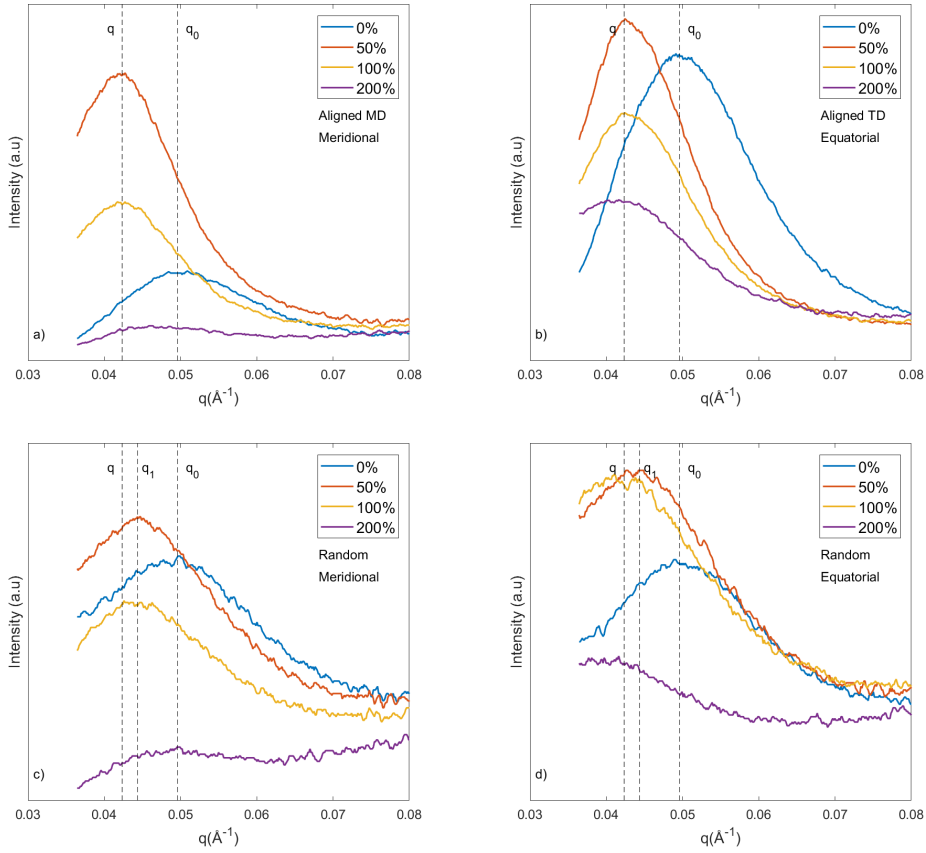 q q0
0%
50%
100%
200%
Aligned MD
Meridional
Intensity (a.u)
a)
0.03 0.04 0.05 0.06 0.07 0.08
q(Å-1)
q q0
0%
50%
100%
200%
Aligned TD
Equatorial
Intensity (a.u)
b)
0.03 0.04 0.05 0.06 0.07 0.08
q(Å-1)
q q1 q0
0%
50%
100%
200%
Random
Meridional
Intensity (a.u)
c)
0.03 0.04 0.05 0.06 0.07 0.08
q(Å-1)
q q1 q0
0%
50%
100%
200%
Random
Equatorial
Intensity (a.u)
d)
0.03 0.04 0.05 0.06 0.07 0.08
q(Å-1)